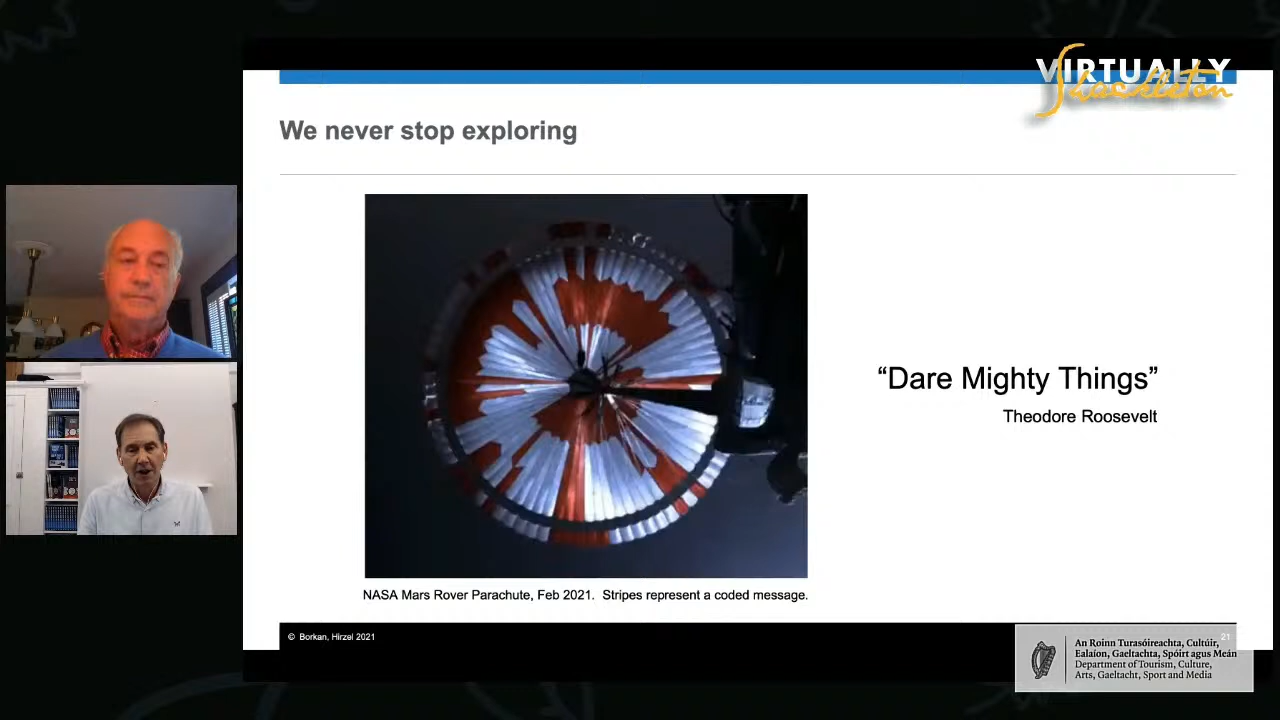 VIRTUALLY
Shackleton
We never stop exploring
“Dare Mighty Things”
Theodore Roosevelt
NASA Mars Rover Parachute, Feb 2021.  Stripes represent a coded message.
© Borkan, Hirzel 2021
21
An Roinn Turasóireachta, Cultúir,
Ealaíon, Gaeltachta, Spóirt agus Meán
Department of Tourism, Culture,
Arts, Gaeltacht, Sport and Media